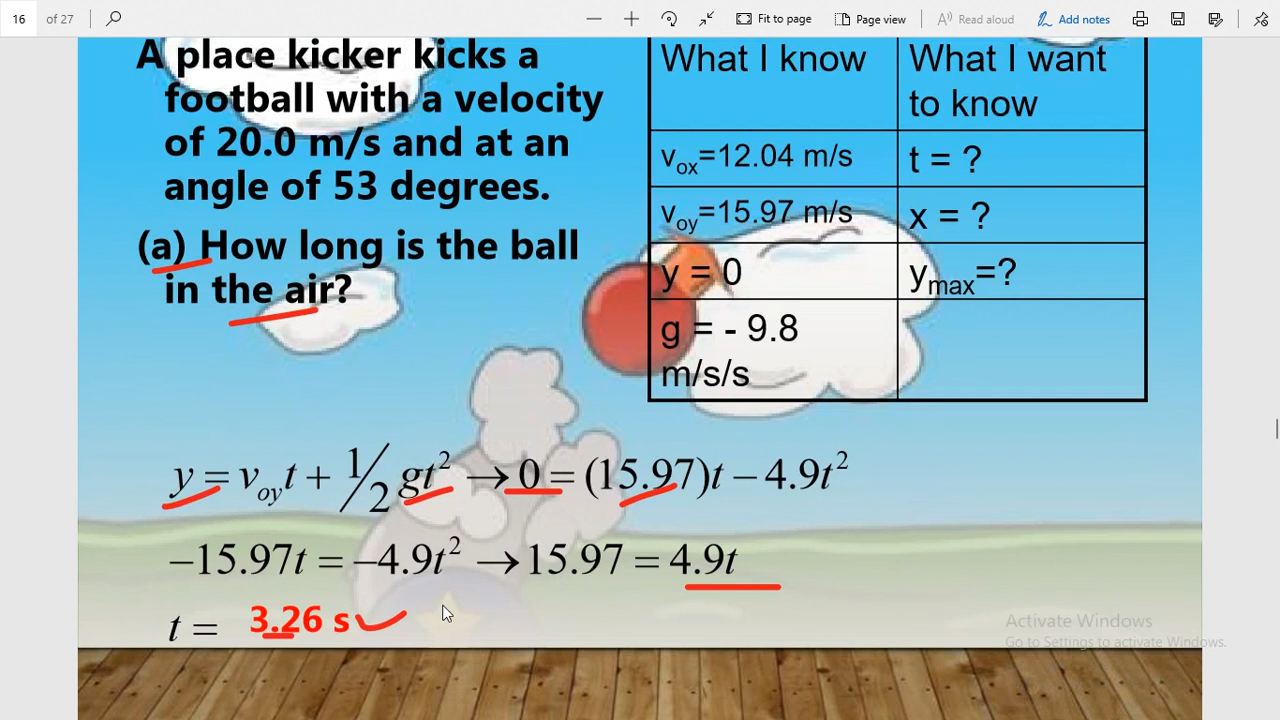 16 of 27 Fit to page Page view Read aloud Add notes
A place kicker kicks a
football with a velocity
of 20.0 m/s and at an
angle of 53 degrees.
(a) How long is the ball
in the air?
What I know What I want
to know
vox=12.04 m/s t = ?
voy=15.97 m/s x = ?
y = 0 ymax=?
g = - 9.8
m/s/s
y = voyt + 1/2 gt² → 0 = (15.97)t − 4.9t²
−15.97t = −4.9t² → 15.97 = 4.9t
t = 3.26 s
Activate Windows
Go to Settings to activate Windows.